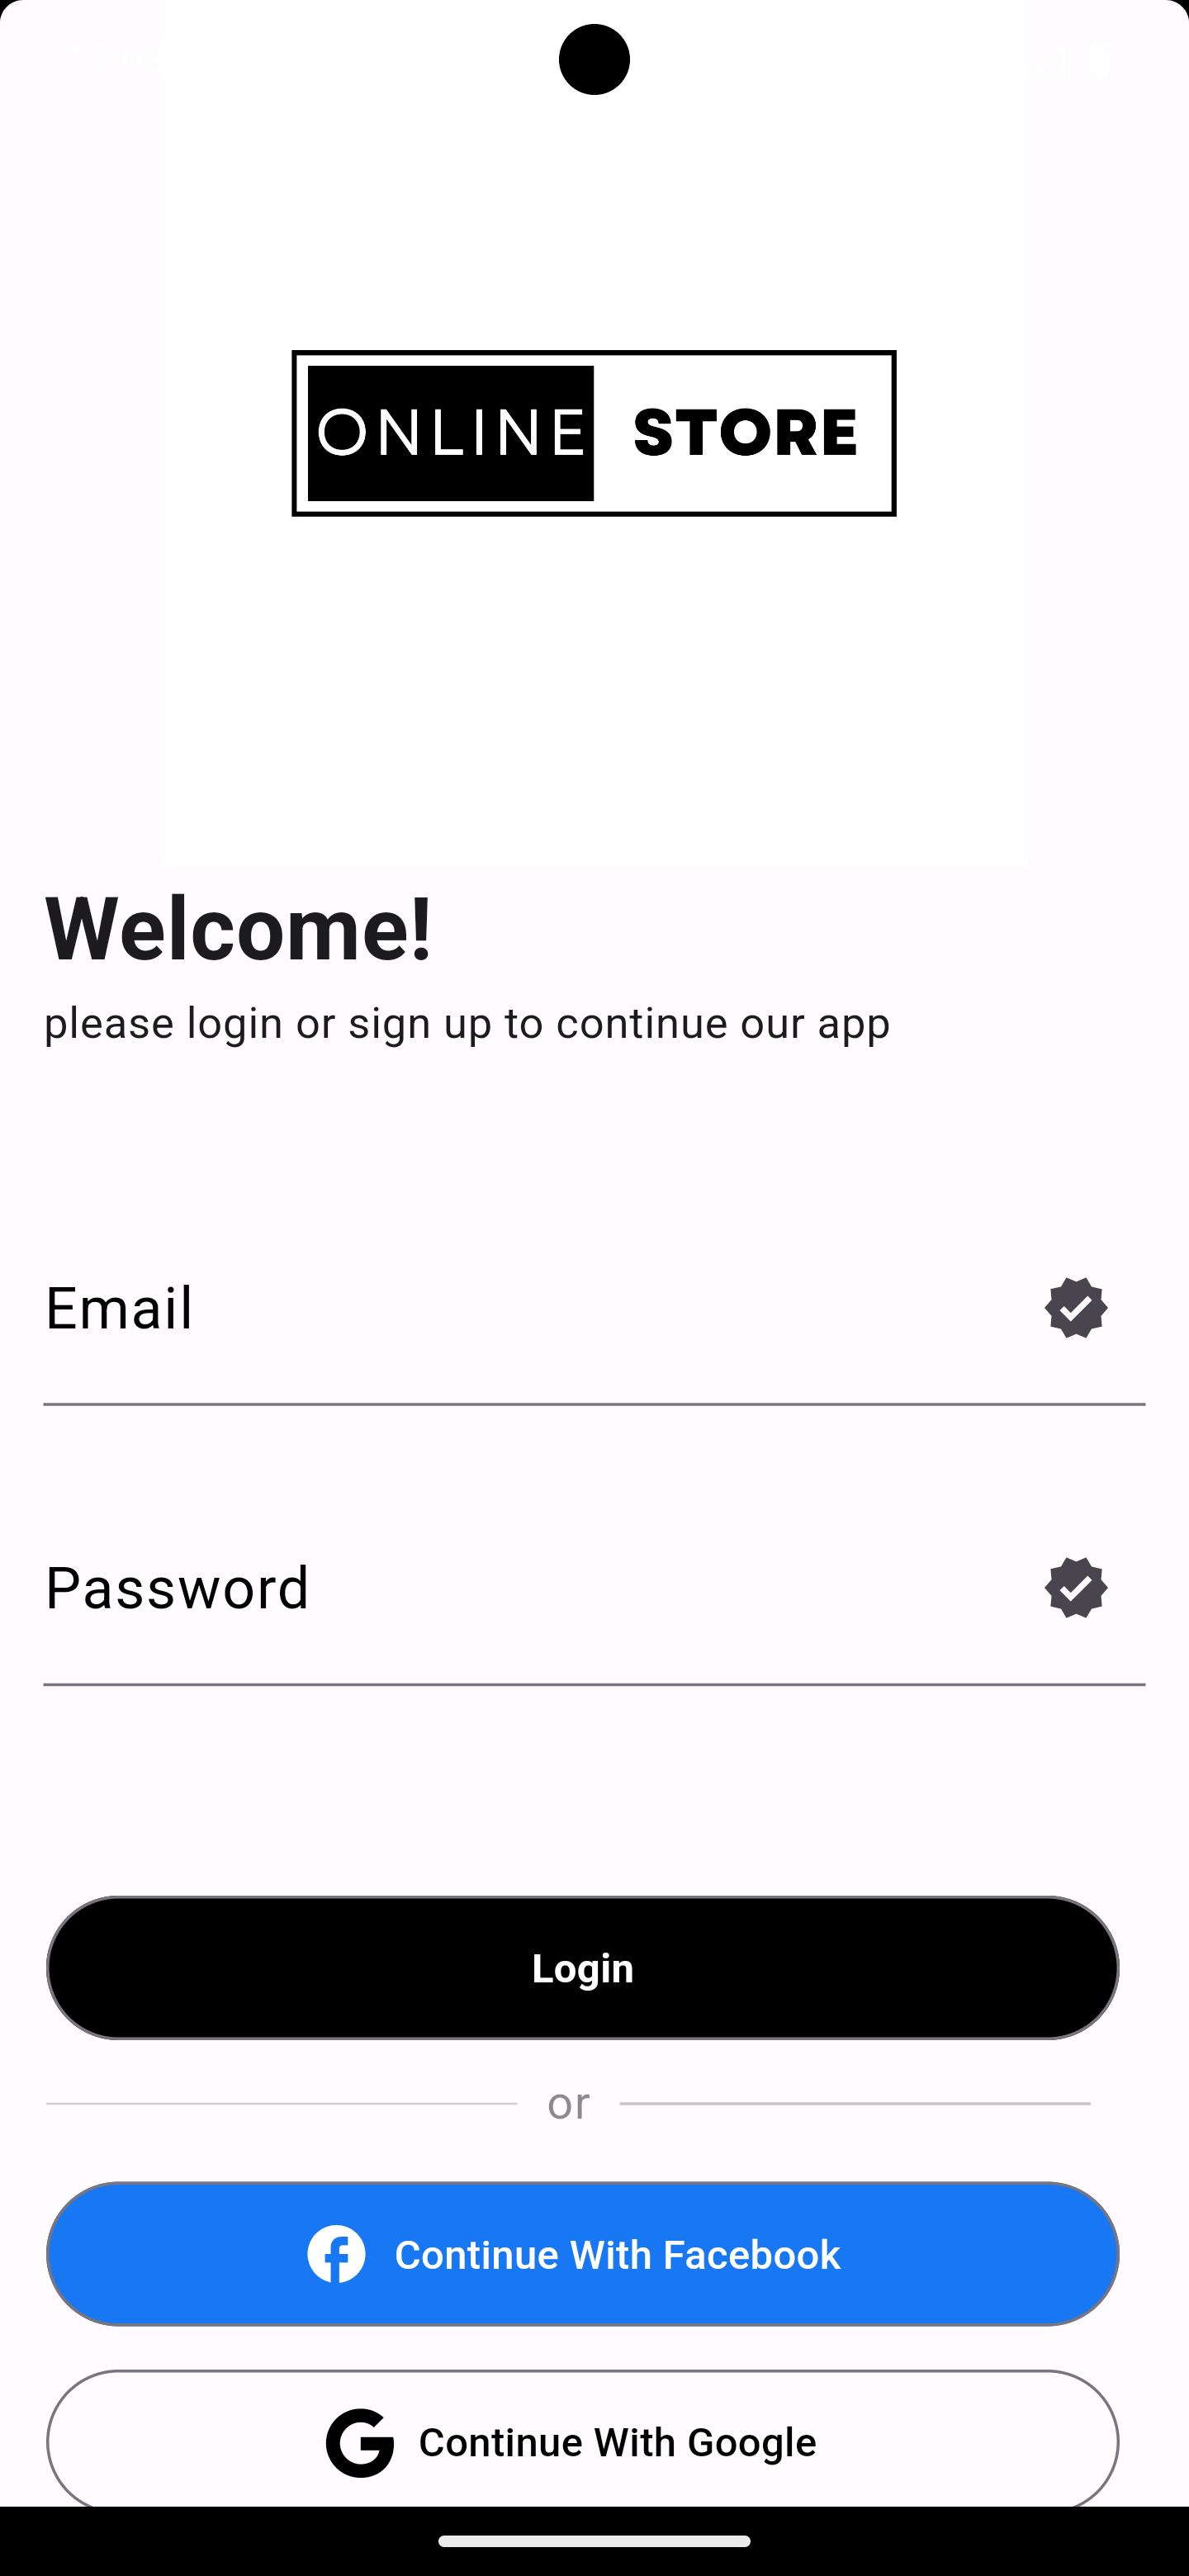 ONLINE STORE
Welcome!
please login or sign up to continue our app
Email
Password
Login
or
Continue With Facebook
Continue With Google